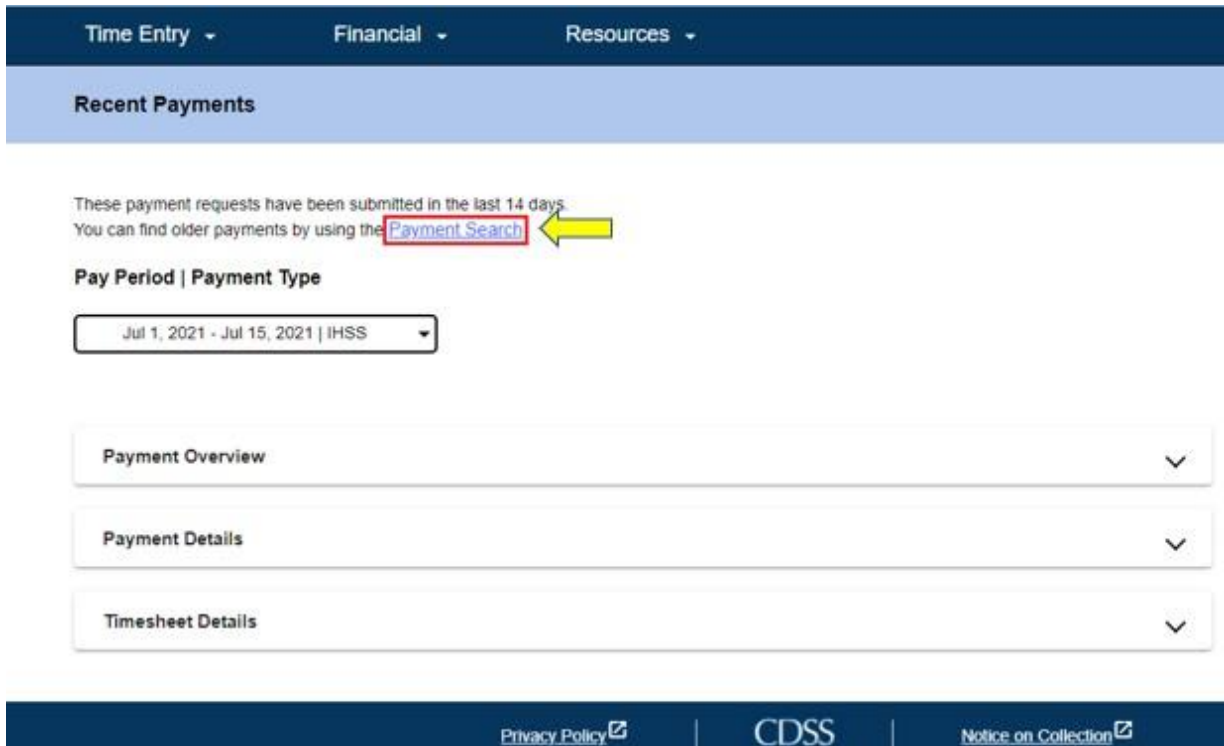 Time Entry Financial Resources
Recent Payments
These payment requests have been submitted in the last 14 days.
You can find older payments by using the Payment Search
Pay Period | Payment Type
Jul 1, 2021 - Jul 15, 2021 | IHSS
Payment Overview
Payment Details
Timesheet Details
Privacy Policy | CDSS | Notice on Collection